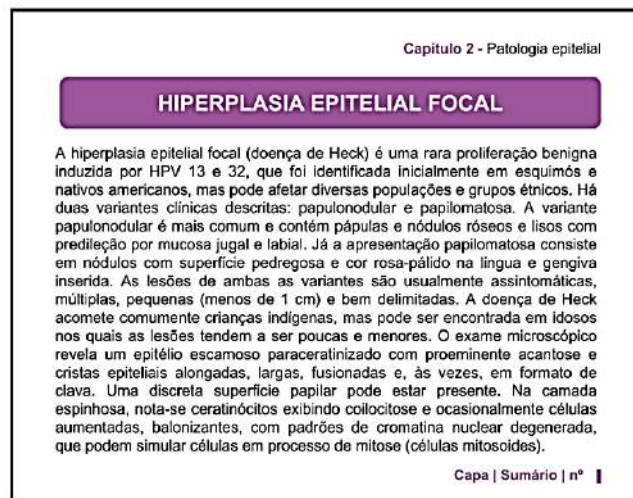 Capítulo 2 - Patologia epitelial
HIPERPLASIA EPITELIAL FOCAL
A hiperplasia epitelial focal (doença de Heck) é uma rara proliferação benigna
induzida por HPV 13 e 32, que foi identificada inicialmente em esquimós e
nativos americanos, mas pode afetar diversas populações e grupos étnicos. Há
duas variantes clínicas descritas: papulonodular e papilomatosa. A variante
papulonodular é mais comum e contém pápulas e nódulos róseos e lisos com
predileção por mucosa jugal e labial. Já a apresentação papilomatosa consiste
em nódulos com superfície pedregosa e cor rosa-pálido na língua e gengiva
inserida. As lesões de ambas as variantes são usualmente assintomáticas,
múltiplas, pequenas (menos de 1 cm) e bem delimitadas. A doença de Heck
acomete comumente crianças indígenas, mas pode ser encontrada em idosos
nos quais as lesões tendem a ser poucas e menores. O exame microscópico
revela um epitélio escamoso paraceratinizado com proeminente acantose e
cristas epiteliais alongadas, largas, fusionadas e, às vezes, em formato de
clava. Uma discreta superfície papilar pode estar presente. Na camada
espinhosa, nota-se ceratinócitos exibindo coilocitose e ocasionalmente células
aumentadas, balonizantes, com padrões de cromatina nuclear degenerada,
que podem simular células em processo de mitose (células mitosoides).
Capa | Sumário | nº